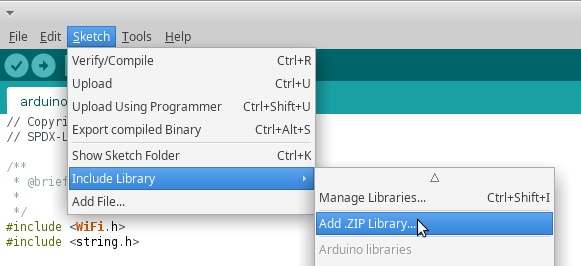 File Edit Sketch Tools Help
Verify/Compile Ctrl+R
Upload Ctrl+U
Upload Using Programmer Ctrl+Shift+U
Export compiled Binary Ctrl+Alt+S
Show Sketch Folder Ctrl+K
Include Library
Add File...
Manage Libraries... Ctrl+Shift+I
Add .ZIP Library...
Arduino libraries
arduino
// Copyri
// SPDX-L
/**
* @brief
*
*/
#include <WiFi.h>
#include <string.h>